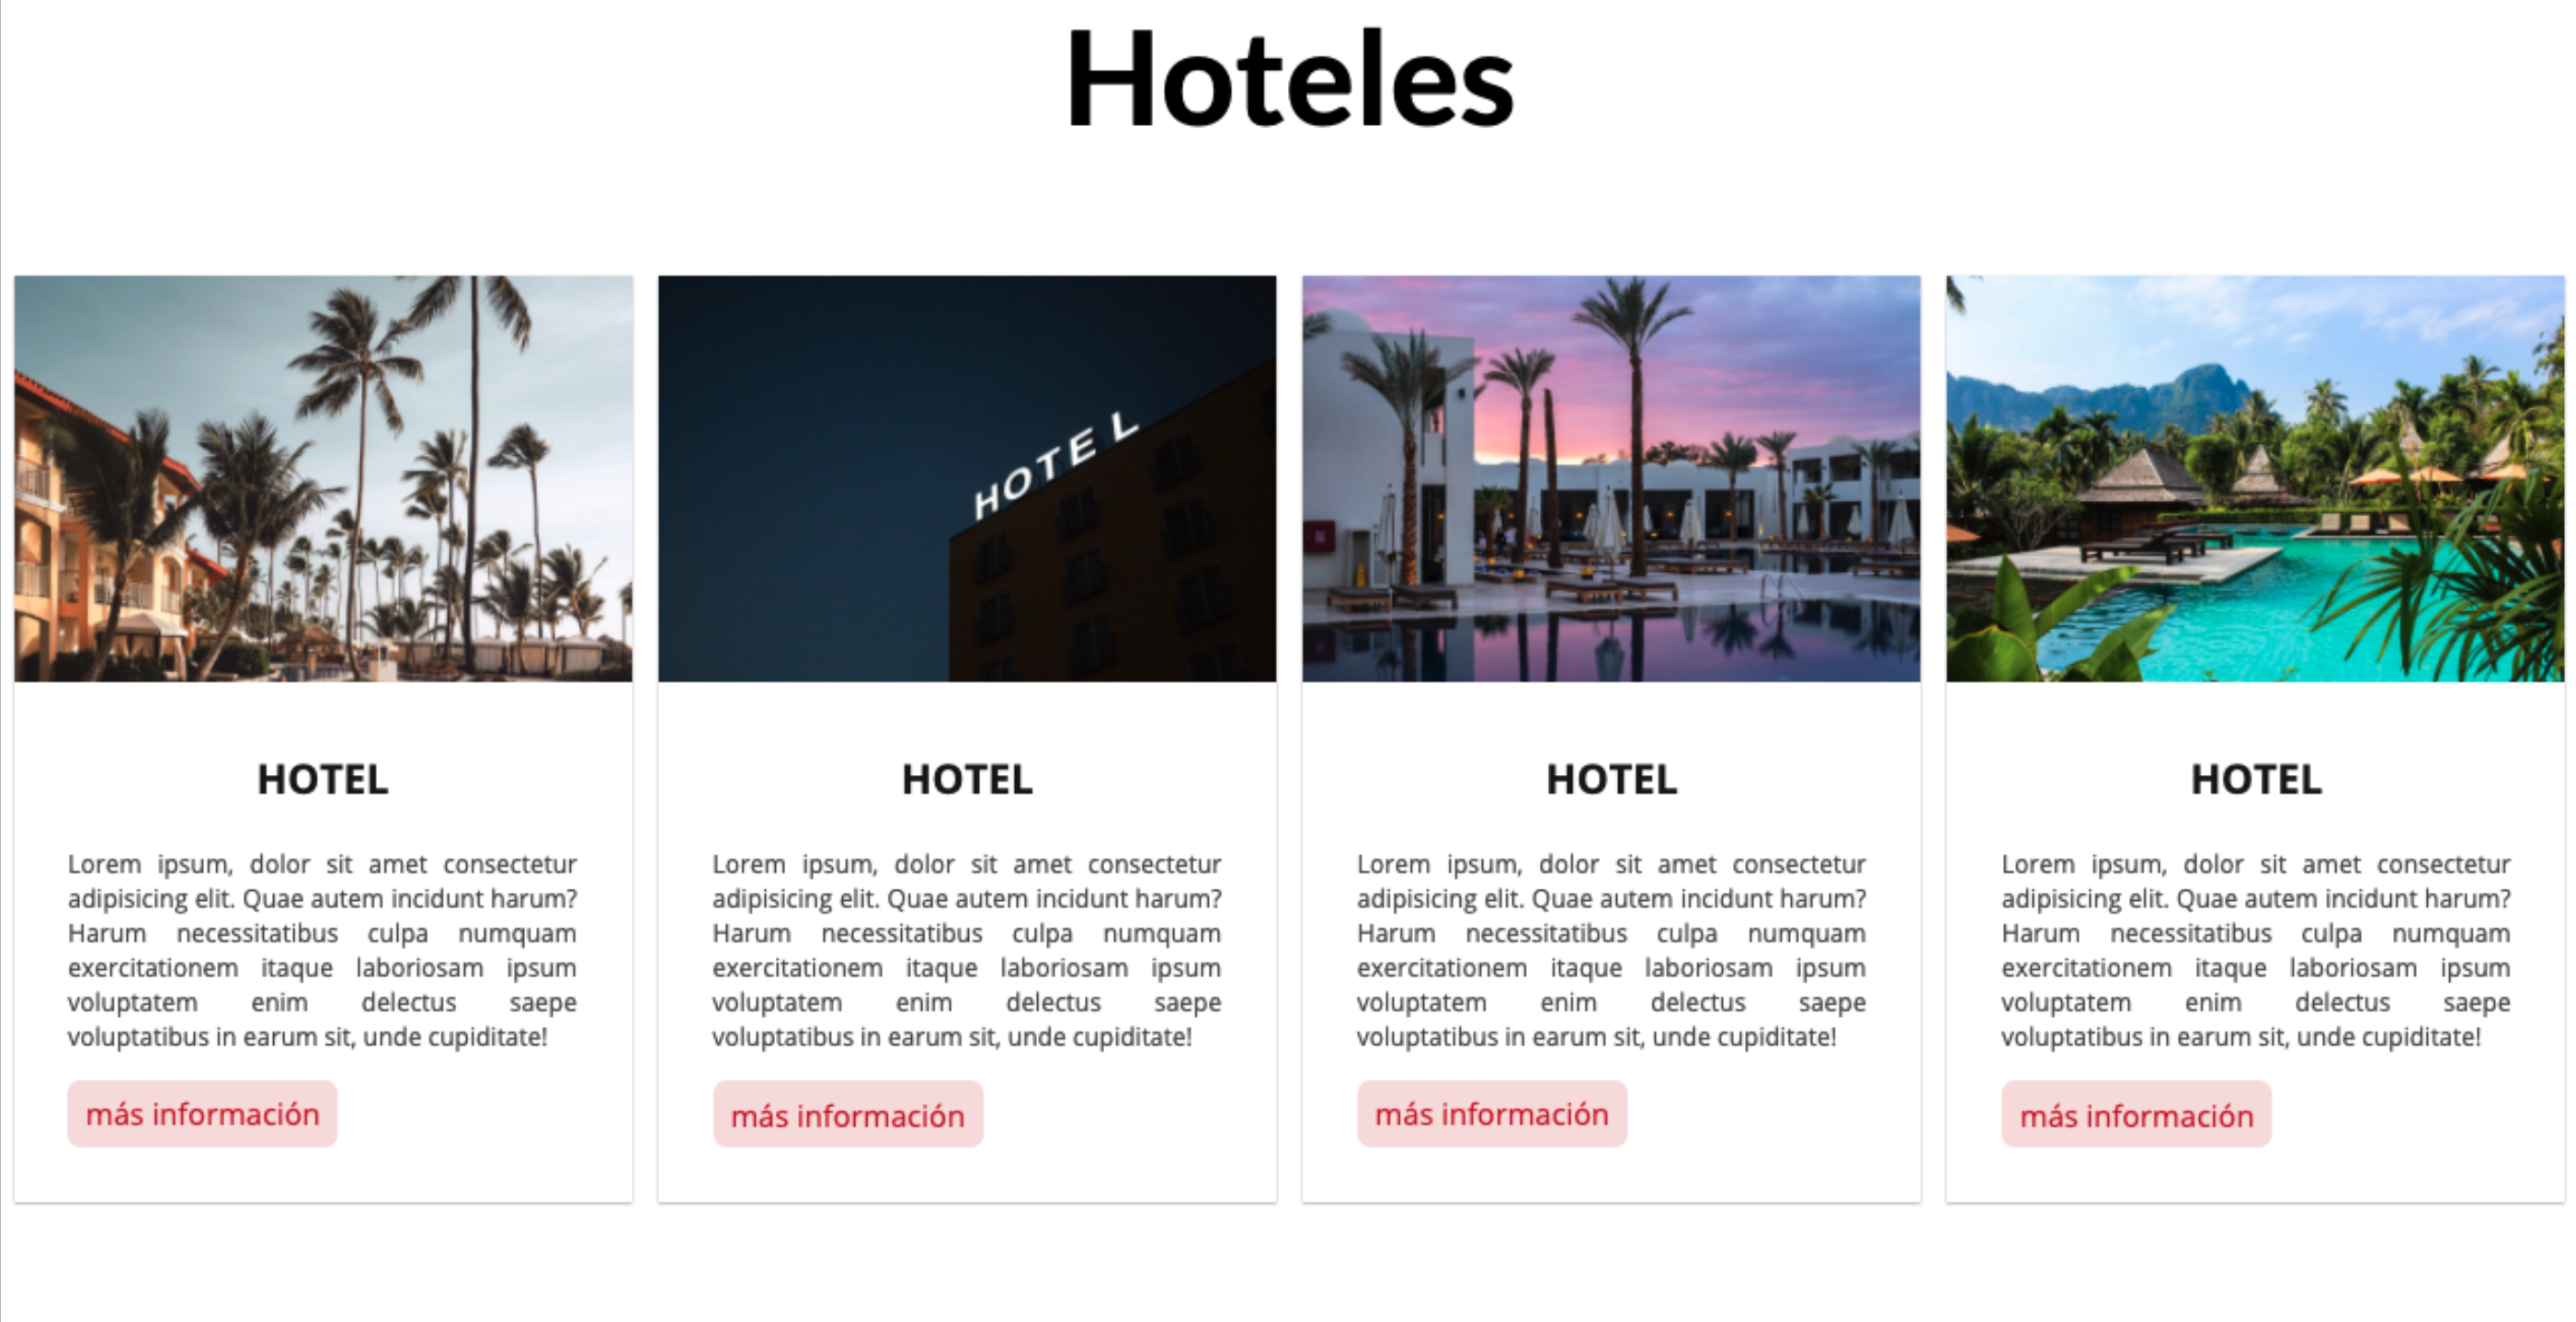 Hoteles
HOTEL
HOTEL
Lorem ipsum, dolor sit amet consectetur
adipisicing elit. Quae autem incidunt harum?
Harum necessitatibus culpa numquam
exercitationem itaque laboriosam ipsum
voluptatem enim delectus saepe
voluptatibus in earum sit, unde cupiditate!
más información
HOTEL
Lorem ipsum, dolor sit amet consectetur
adipisicing elit. Quae autem incidunt harum?
Harum necessitatibus culpa numquam
exercitationem itaque laboriosam ipsum
voluptatem enim delectus saepe
voluptatibus in earum sit, unde cupiditate!
más información
HOTEL
Lorem ipsum, dolor sit amet consectetur
adipisicing elit. Quae autem incidunt harum?
Harum necessitatibus culpa numquam
exercitationem itaque laboriosam ipsum
voluptatem enim delectus saepe
voluptatibus in earum sit, unde cupiditate!
más información
HOTEL
Lorem ipsum, dolor sit amet consectetur
adipisicing elit. Quae autem incidunt harum?
Harum necessitatibus culpa numquam
exercitationem itaque laboriosam ipsum
voluptatem enim delectus saepe
voluptatibus in earum sit, unde cupiditate!
más información